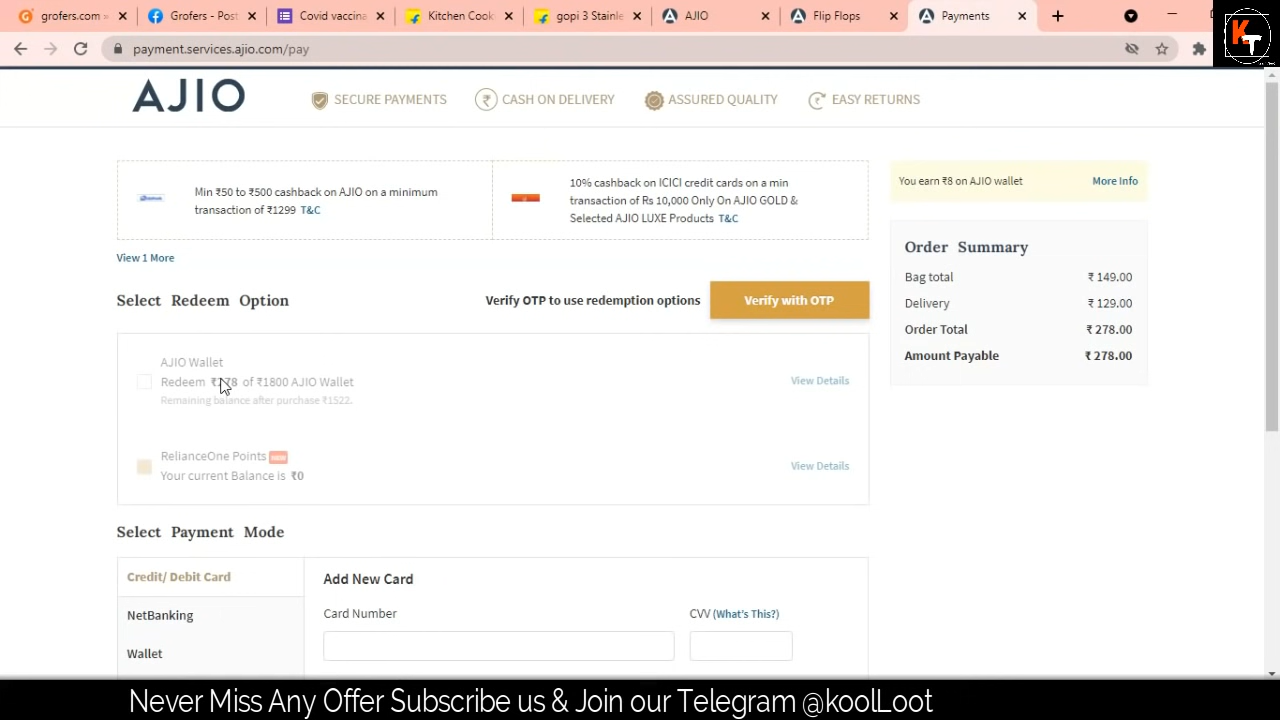 grofers.com »
Grofers - Post
Covid vaccina
Kitchen Cook
gopi 3 Stainle
AJIO
Flip Flops
Payments
payment.services.ajio.com/pay
KT
AJIO
SECURE PAYMENTS
CASH ON DELIVERY
ASSURED QUALITY
EASY RETURNS
Min ₹50 to ₹500 cashback on AJIO on a minimum
transaction of ₹1299 T&C
10% cashback on ICICI credit cards on a min
transaction of Rs 10,000 Only On AJIO GOLD &
Selected AJIO LUXE Products T&C
You earn ₹8 on AJIO wallet More Info
View 1 More
Order Summary
Bag total ₹ 149.00
Delivery ₹ 129.00
Order Total ₹ 278.00
Amount Payable ₹ 278.00
Select Redeem Option
Verify OTP to use redemption options
Verify with OTP
AJIO Wallet
Redeem ₹278 of ₹1800 AJIO Wallet
Remaining balance after purchase ₹1522.
View Details
RelianceOne Points
Your current Balance is ₹0
View Details
Select Payment Mode
Credit/ Debit Card
NetBanking
Wallet
Add New Card
Card Number
CVV (What's This?)
Never Miss Any Offer Subscribe us & Join our Telegram @koolLoot